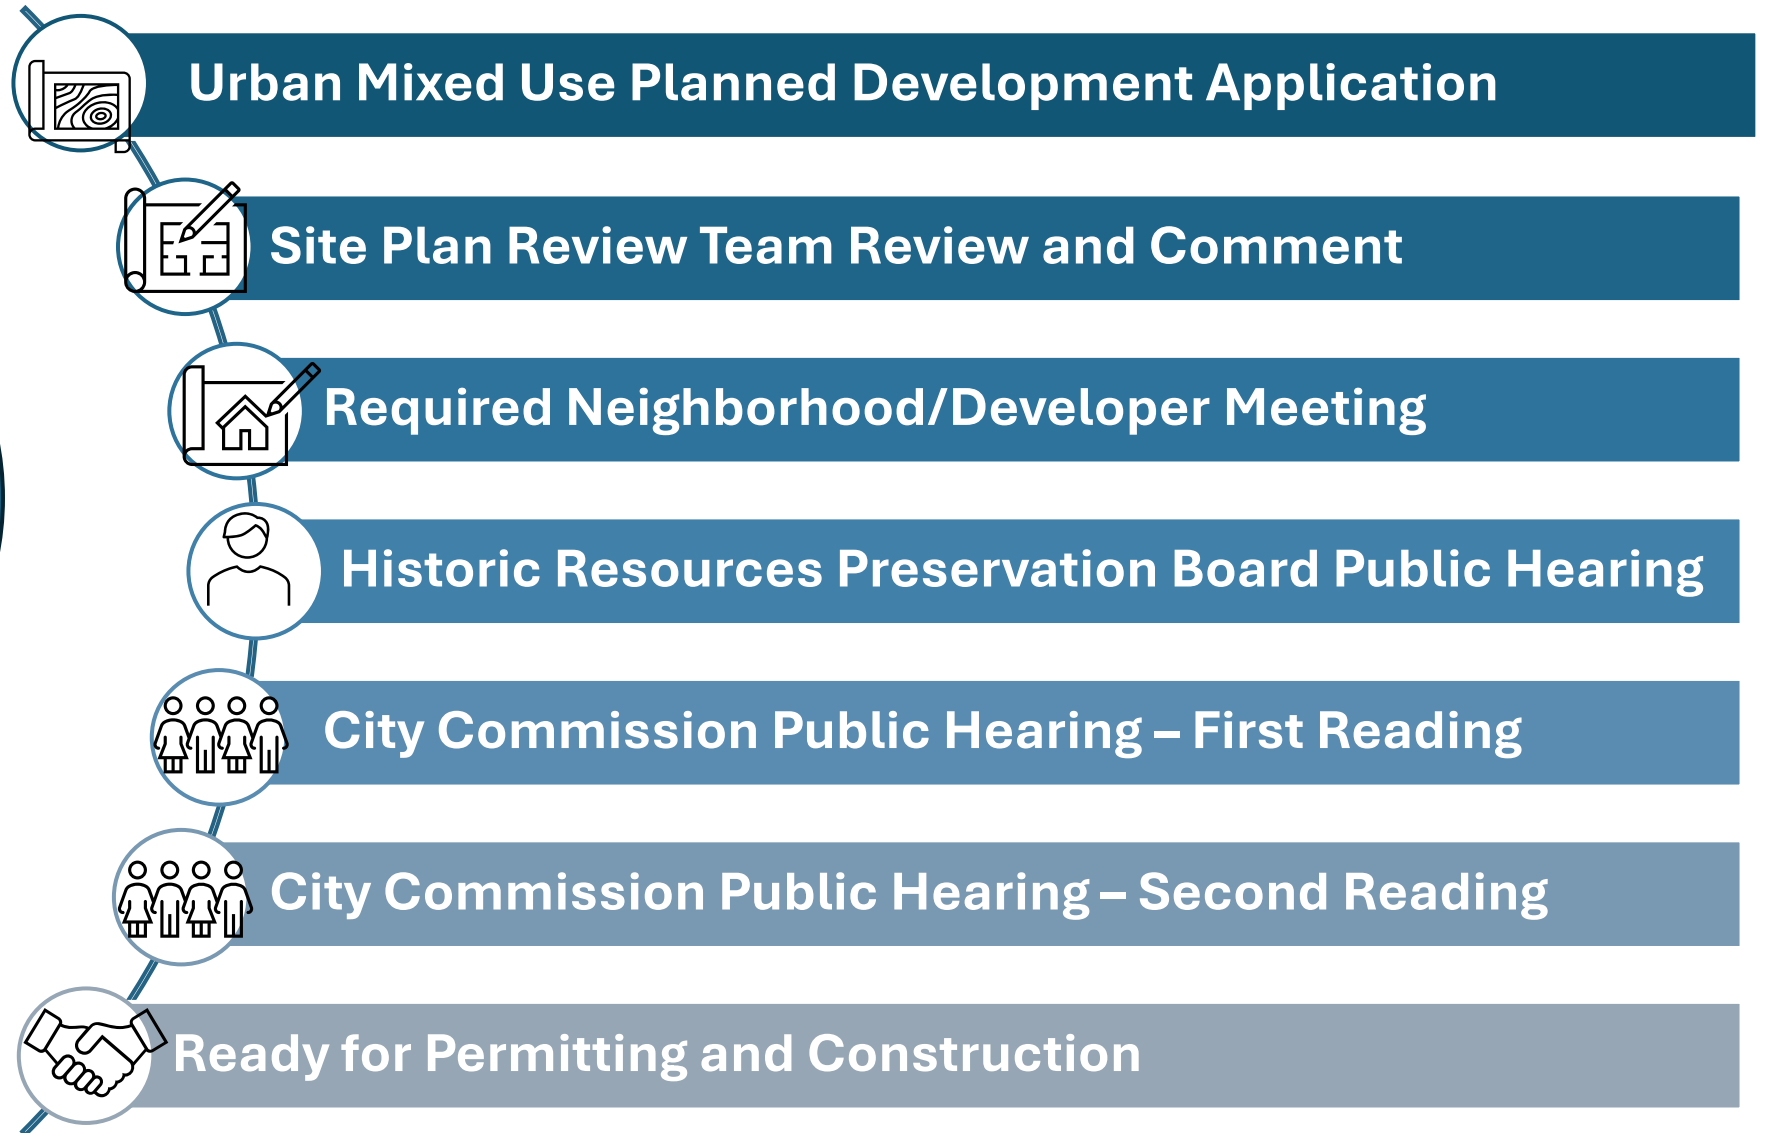 Urban Mixed Use Planned Development Application
Site Plan Review Team Review and Comment
Required Neighborhood/Developer Meeting
Historic Resources Preservation Board Public Hearing
City Commission Public Hearing – First Reading
City Commission Public Hearing – Second Reading
Ready for Permitting and Construction